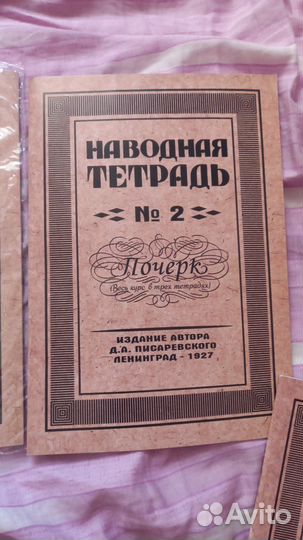 НАВОДНАЯ
ТЕТРАДЬ
№ 2
Почерк
(Весь курс в трех тетрадях)
ИЗДАНИЕ АВТОРА
Д.А. ПИСАРЕВСКОГО
ЛЕНИНГРАД - 1927
Avito